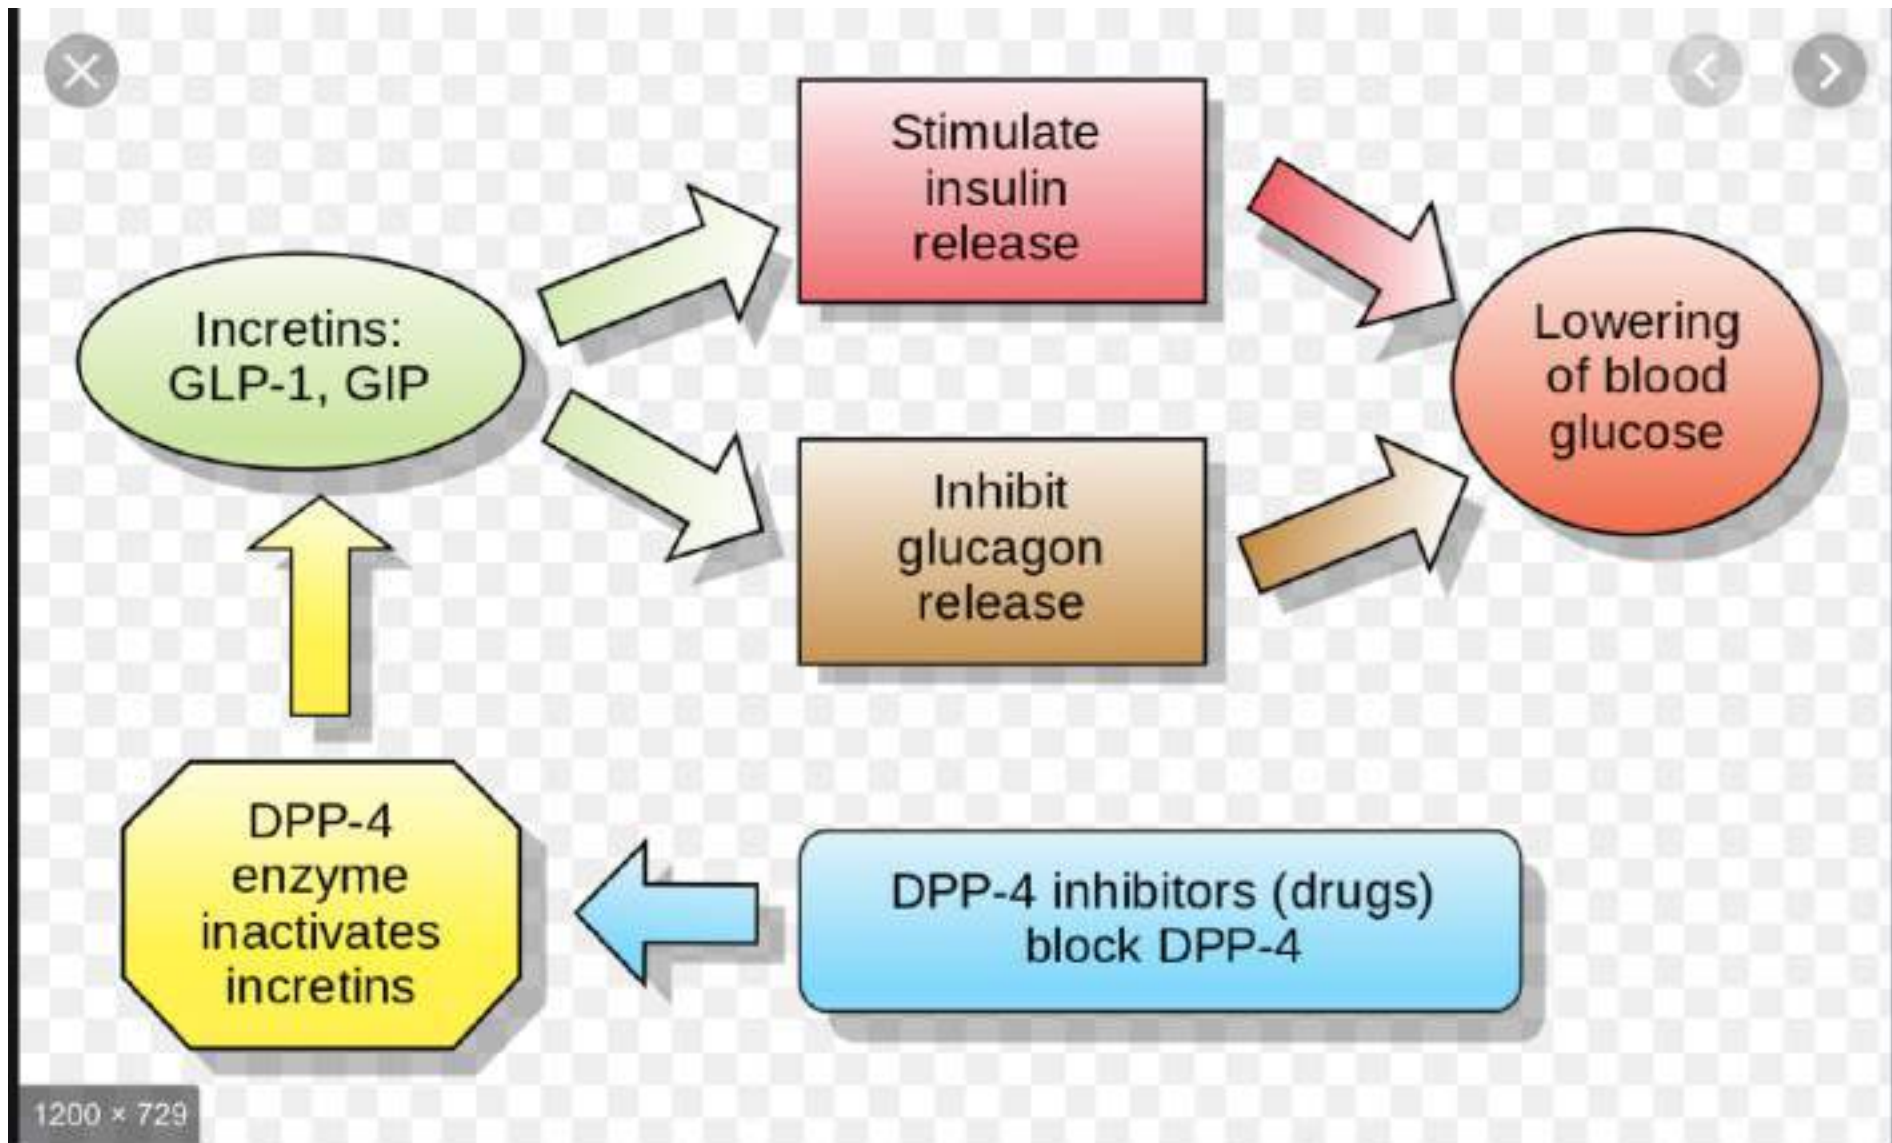 Stimulate
insulin
release
Incretins:
GLP-1, GIP
Lowering
of blood
glucose
Inhibit
glucagon
release
DPP-4
enzyme
inactivates
incretins
DPP-4 inhibitors (drugs)
block DPP-4
1200 × 729